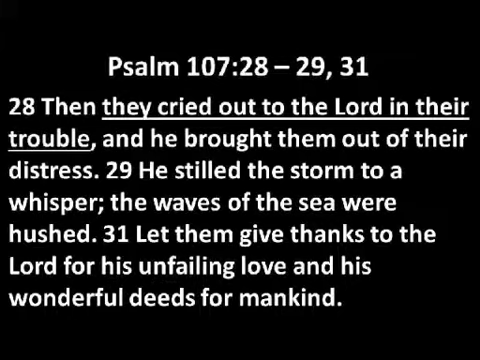 Psalm 107:28 – 29, 31
28 Then they cried out to the Lord in their
trouble, and he brought them out of their
distress. 29 He stilled the storm to a
whisper; the waves of the sea were
hushed. 31 Let them give thanks to the
Lord for his unfailing love and his
wonderful deeds for mankind.